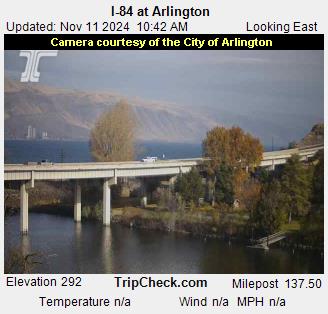 I-84 at Arlington
Updated: Nov 11 2024 10:42 AM Looking East
Camera courtesy of the City of Arlington
Elevation 292 TripCheck.com Milepost 137.50
Temperature n/a Wind n/a MPH n/a